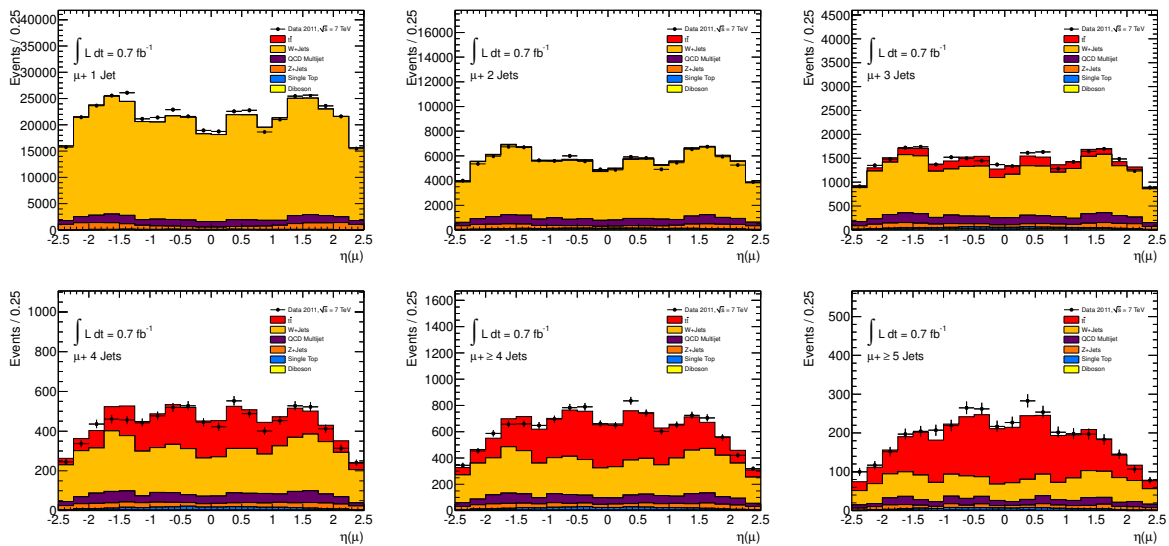 Events / 0.25
40000
35000
30000
25000
20000
15000
10000
5000
0
∫ L dt = 0.7 fb⁻¹
μ+ 1 Jet
Data 2011, √s = 7 TeV
tt̄
W+Jets
QCD Multijet
Z+Jets
Single Top
Diboson
-2.5 -2 -1.5 -1 -0.5 0 0.5 1 1.5 2 2.5
η(μ)
Events / 0.25
16000
14000
12000
10000
8000
6000
4000
2000
0
∫ L dt = 0.7 fb⁻¹
μ+ 2 Jets
Data 2011, √s = 7 TeV
tt̄
W+Jets
QCD Multijet
Z+Jets
Single Top
Diboson
-2.5 -2 -1.5 -1 -0.5 0 0.5 1 1.5 2 2.5
η(μ)
Events / 0.25
4500
4000
3500
3000
2500
2000
1500
1000
500
0
∫ L dt = 0.7 fb⁻¹
μ+ 3 Jets
Data 2011, √s = 7 TeV
tt̄
W+Jets
QCD Multijet
Z+Jets
Single Top
Diboson
-2.5 -2 -1.5 -1 -0.5 0 0.5 1 1.5 2 2.5
η(μ)
Events / 0.25
1000
800
600
400
200
0
∫ L dt = 0.7 fb⁻¹
μ+ 4 Jets
Data 2011, √s = 7 TeV
tt̄
W+Jets
QCD Multijet
Z+Jets
Single Top
Diboson
-2.5 -2 -1.5 -1 -0.5 0 0.5 1 1.5 2 2.5
η(μ)
Events / 0.25
1600
1400
1200
1000
800
600
400
200
0
∫ L dt = 0.7 fb⁻¹
μ+ ≥ 4 Jets
Data 2011, √s = 7 TeV
tt̄
W+Jets
QCD Multijet
Z+Jets
Single Top
Diboson
-2.5 -2 -1.5 -1 -0.5 0 0.5 1 1.5 2 2.5
η(μ)
Events / 0.25
500
400
300
200
100
0
∫ L dt = 0.7 fb⁻¹
μ+ ≥ 5 Jets
Data 2011, √s = 7 TeV
tt̄
W+Jets
QCD Multijet
Z+Jets
Single Top
Diboson
-2.5 -2 -1.5 -1 -0.5 0 0.5 1 1.5 2 2.5
η(μ)